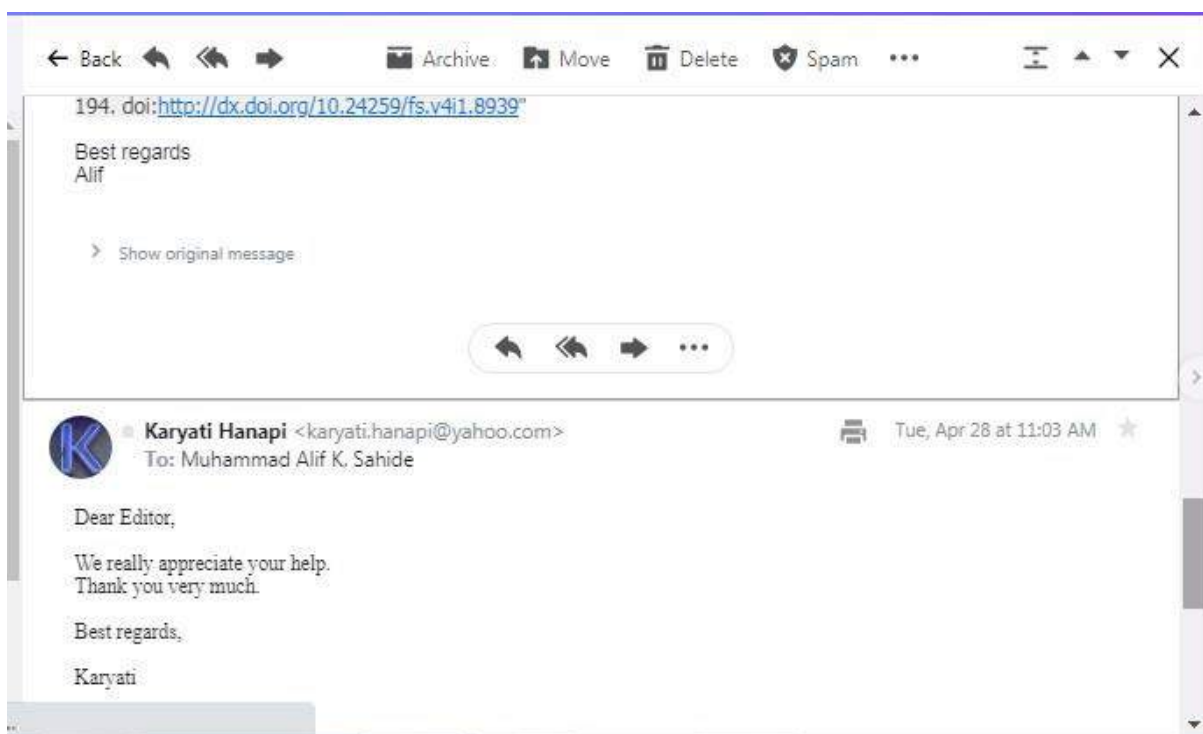 Back Archive Move Delete Spam
194. doi:http://dx.doi.org/10.24259/fs.v4i1.8939"
Best regards
Alif
Show original message
K
Karyati Hanapi <karyati.hanapi@yahoo.com> Tue, Apr 28 at 11:03 AM
To: Muhammad Alif K. Sahide
Dear Editor,
We really appreciate your help.
Thank you very much.
Best regards,
Karyati